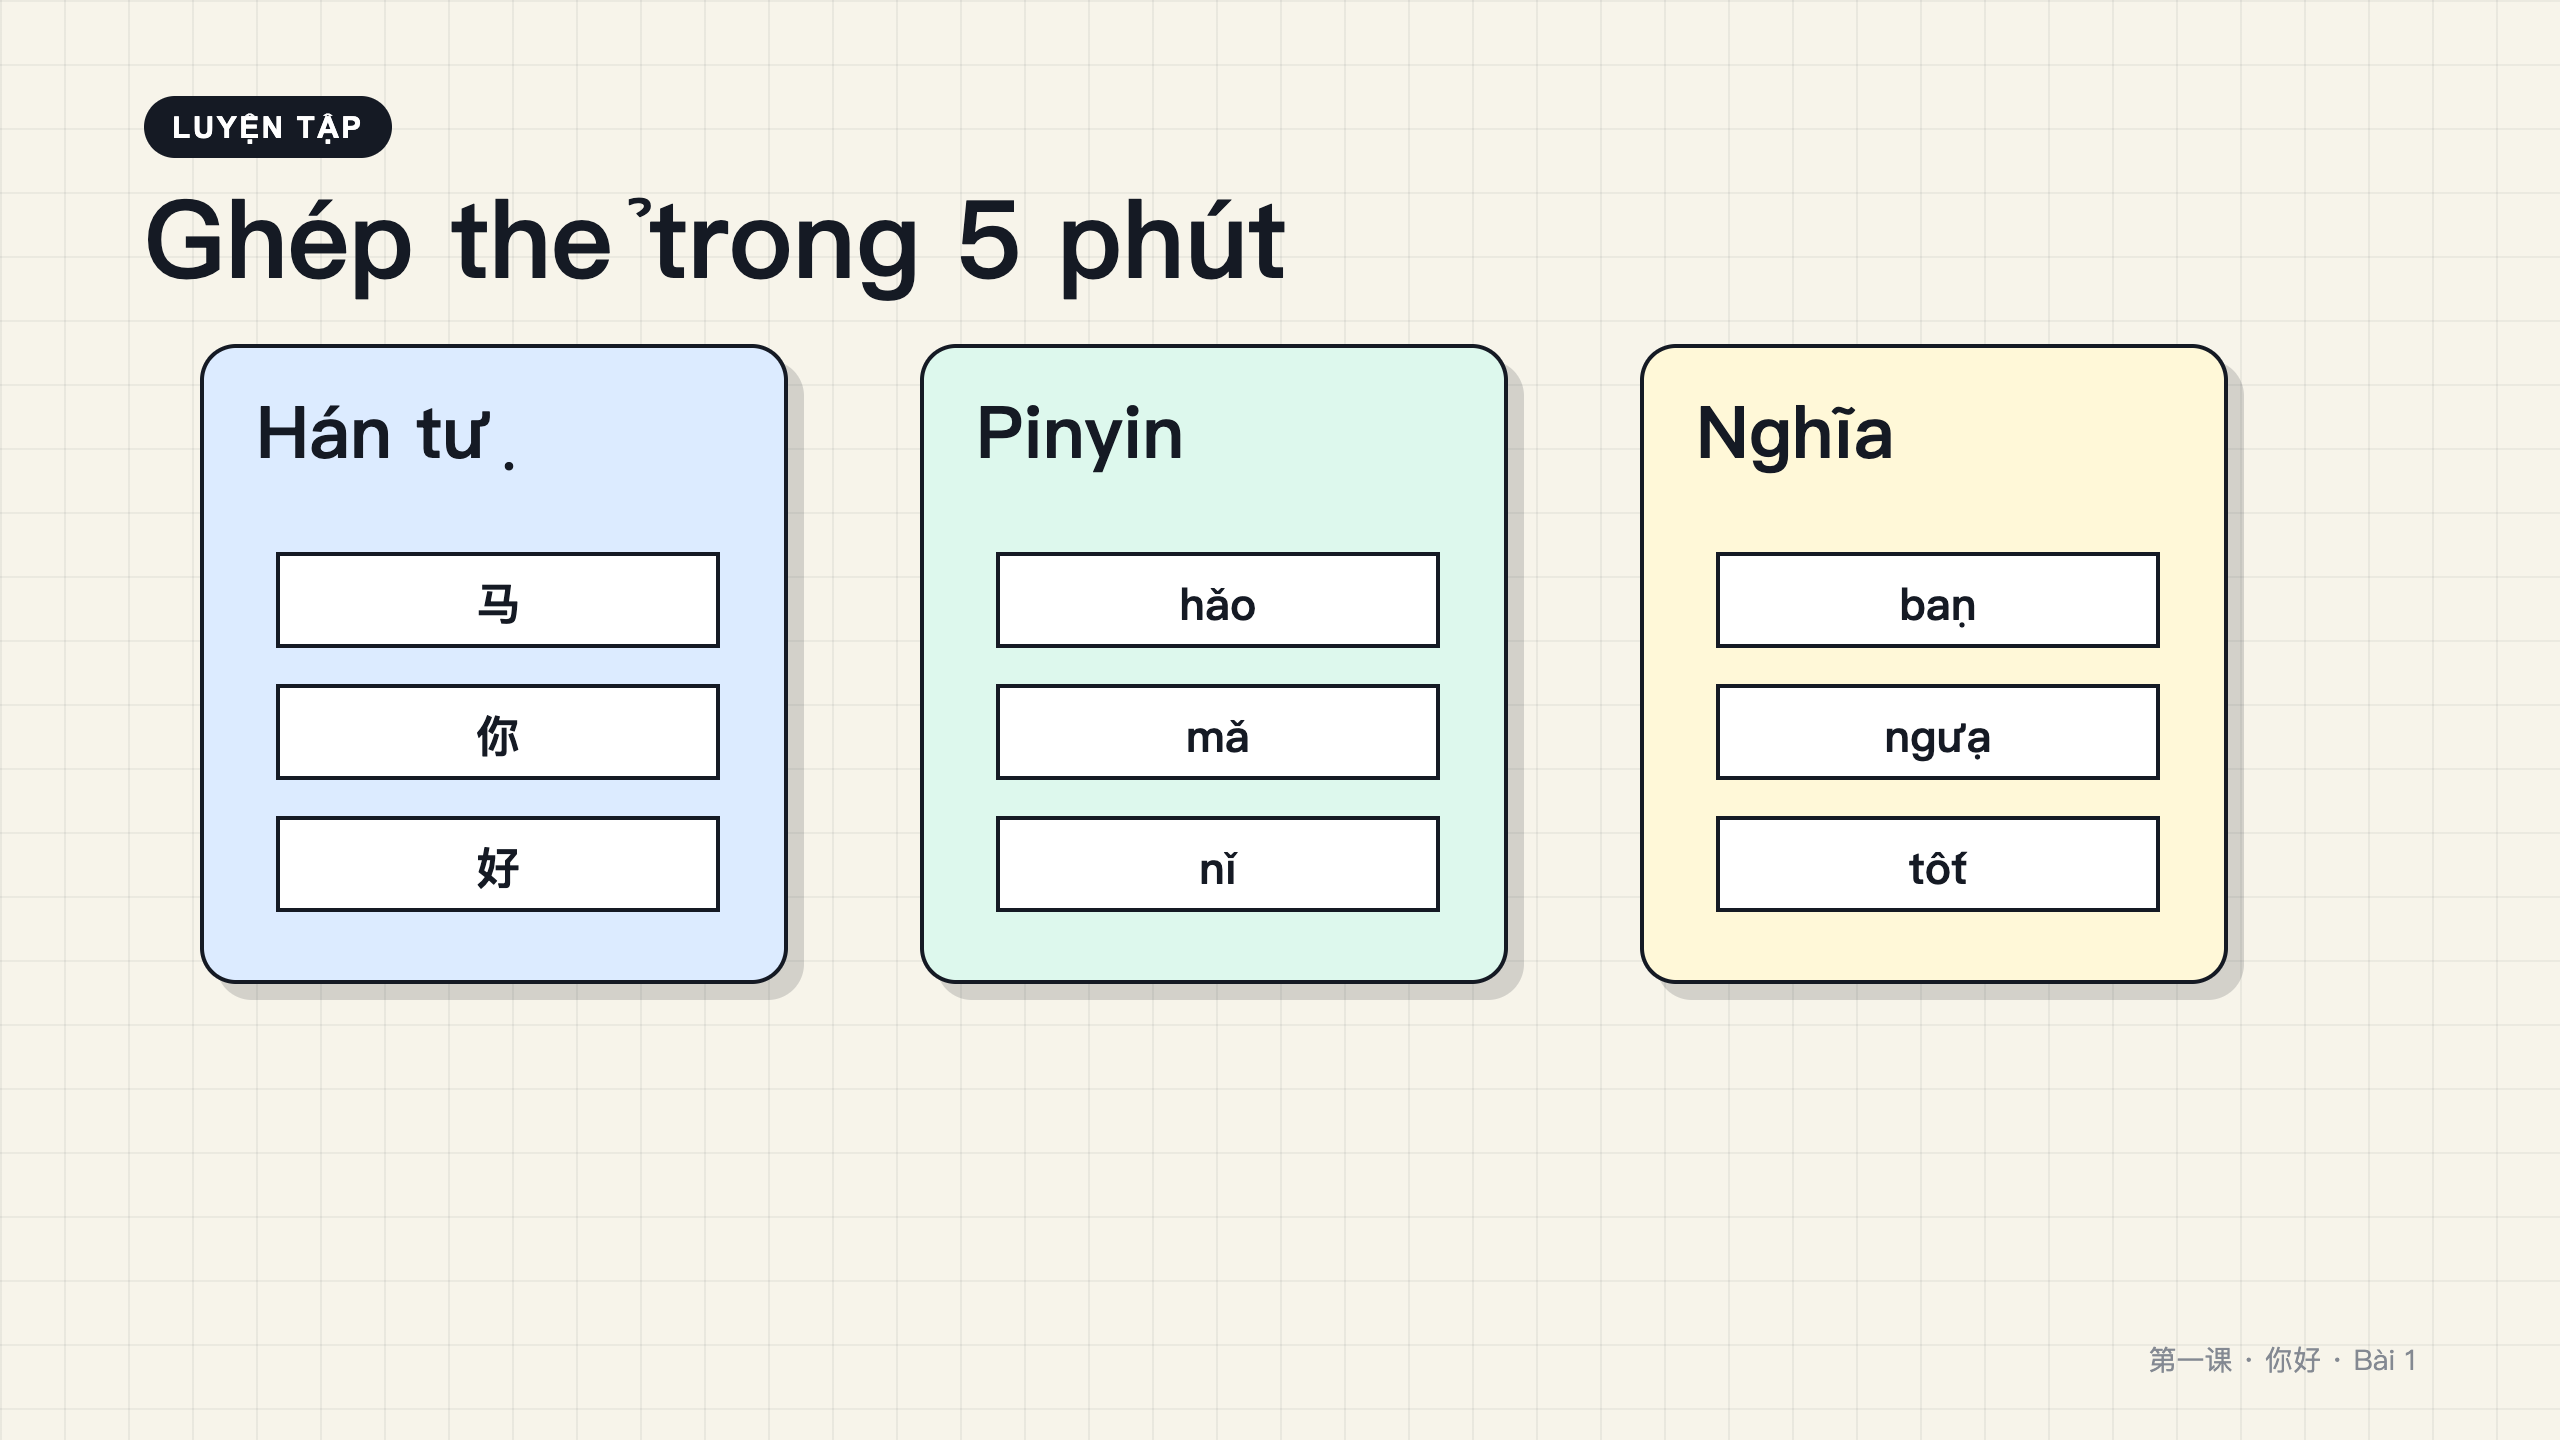 LUYỆN TẬP
Ghép thẻ trong 5 phút
Hán tự
马
你
好
Pinyin
hǎo
mǎ
nǐ
Nghĩa
bạn
ngựa
tốt
第一课 · 你好 · Bài 1